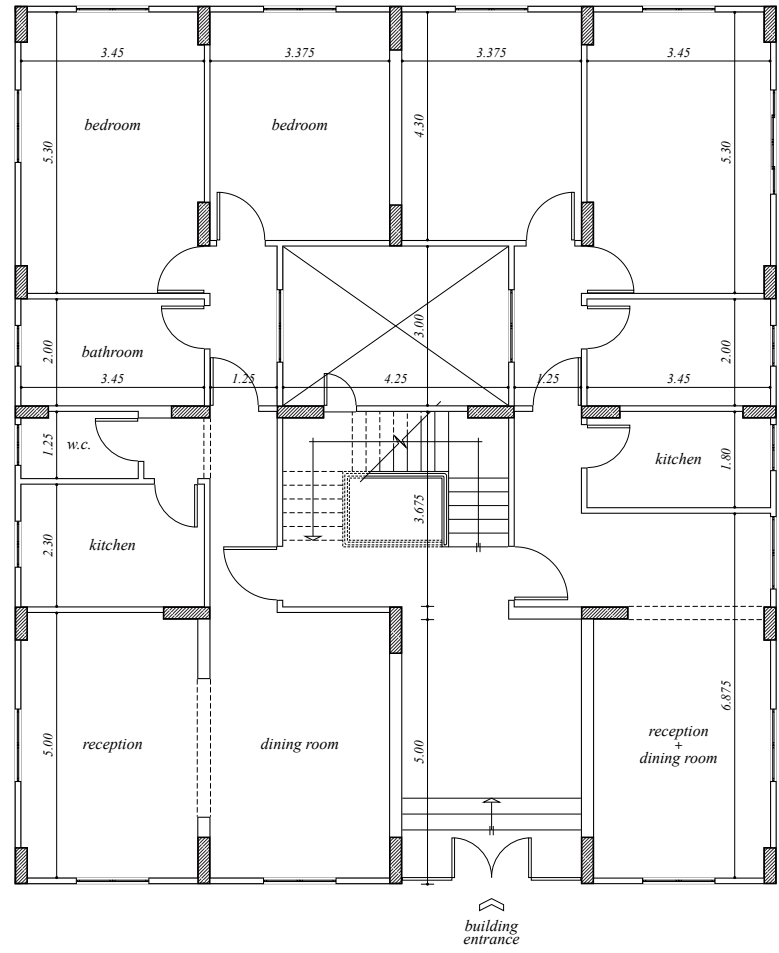 3.45
3.375
3.375
3.45
bedroom
bedroom
5.30
4.30
5.30
bathroom
2.00
3.00
2.00
3.45
1.25
4.25
1.25
3.45
w.c.
1.25
kitchen
1.80
3.675
kitchen
2.30
6.875
reception
5.00
dining room
5.00
reception
+
dining room
building
entrance